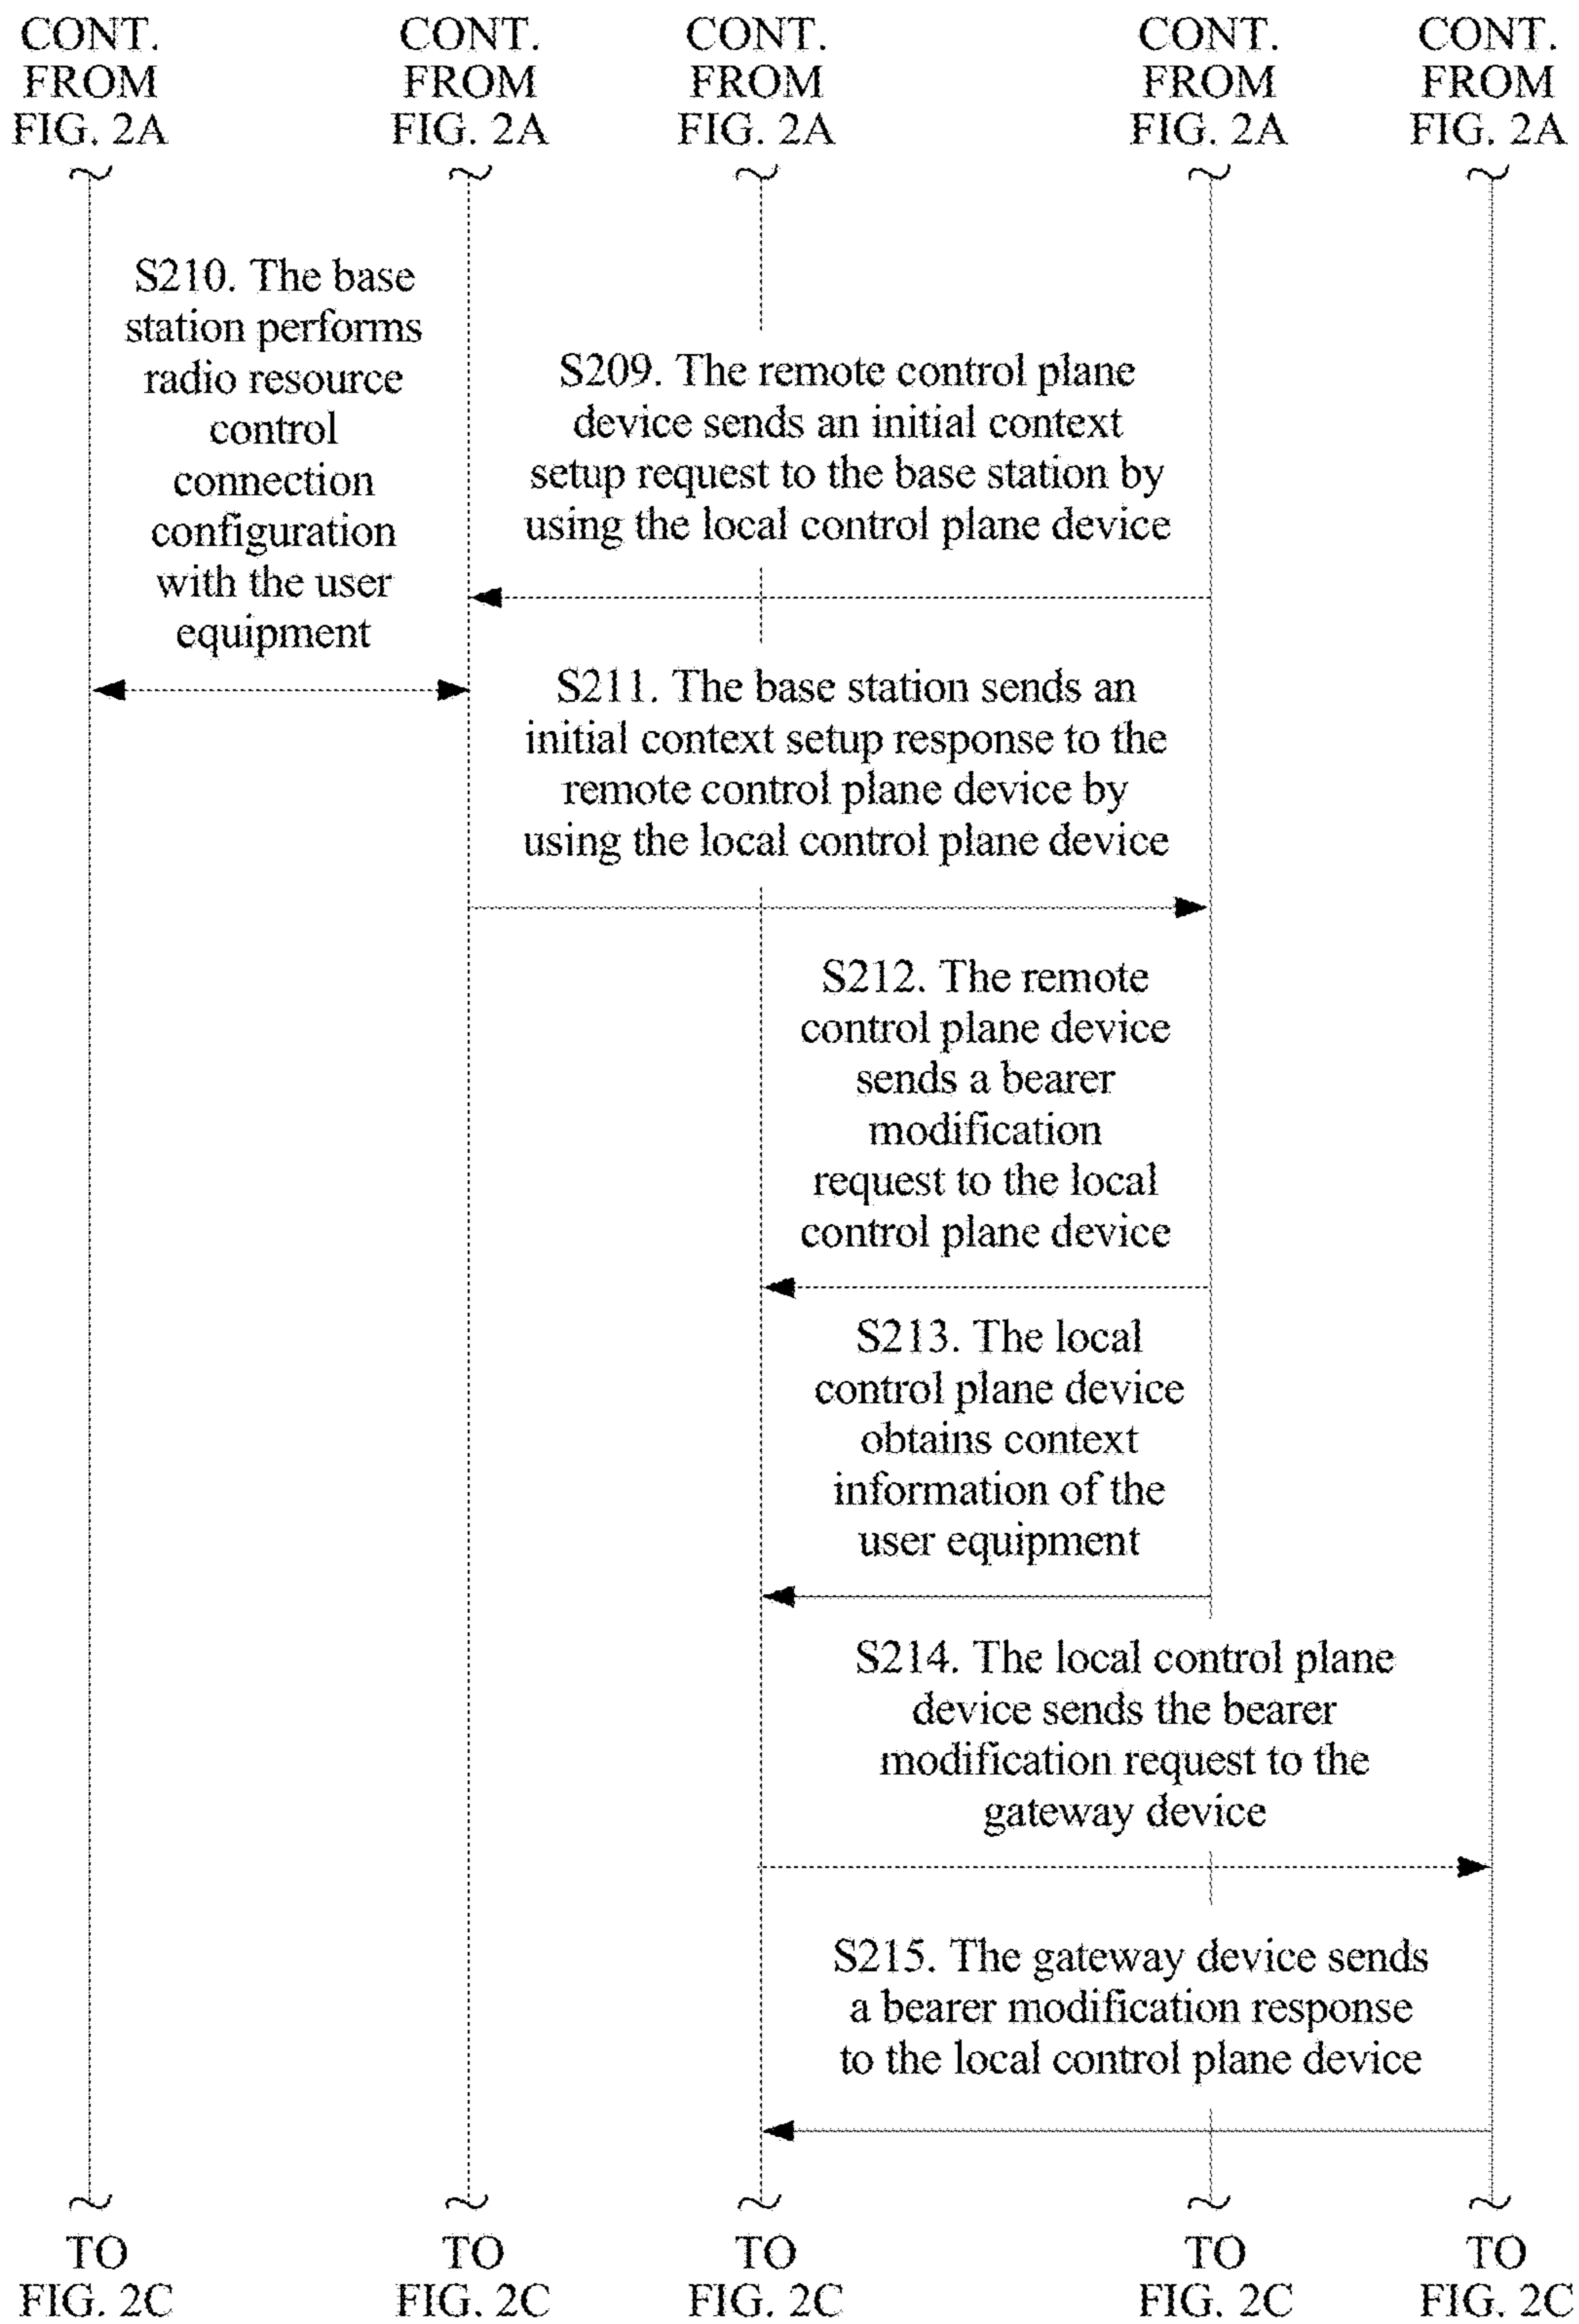 CONT.
FROM
FIG. 2A
CONT.
FROM
FIG. 2A
CONT.
FROM
FIG. 2A
CONT.
FROM
FIG. 2A
CONT.
FROM
FIG. 2A
S210. The base
station performs
radio resource
control
connection
configuration
with the user
equipment
S209. The remote control plane
device sends an initial context
setup request to the base station by
using the local control plane device
S211. The base station sends an
initial context setup response to the
remote control plane device by
using the local control plane device
S212. The remote
control plane device
sends a bearer
modification
request to the local
control plane device
S213. The local
control plane device
obtains context
information of the
user equipment
S214. The local control plane
device sends the bearer
modification request to the
gateway device
S215. The gateway device sends
a bearer modification response
to the local control plane device
TO
FIG. 2C
TO
FIG. 2C
TO
FIG. 2C
TO
FIG. 2C
TO
FIG. 2C